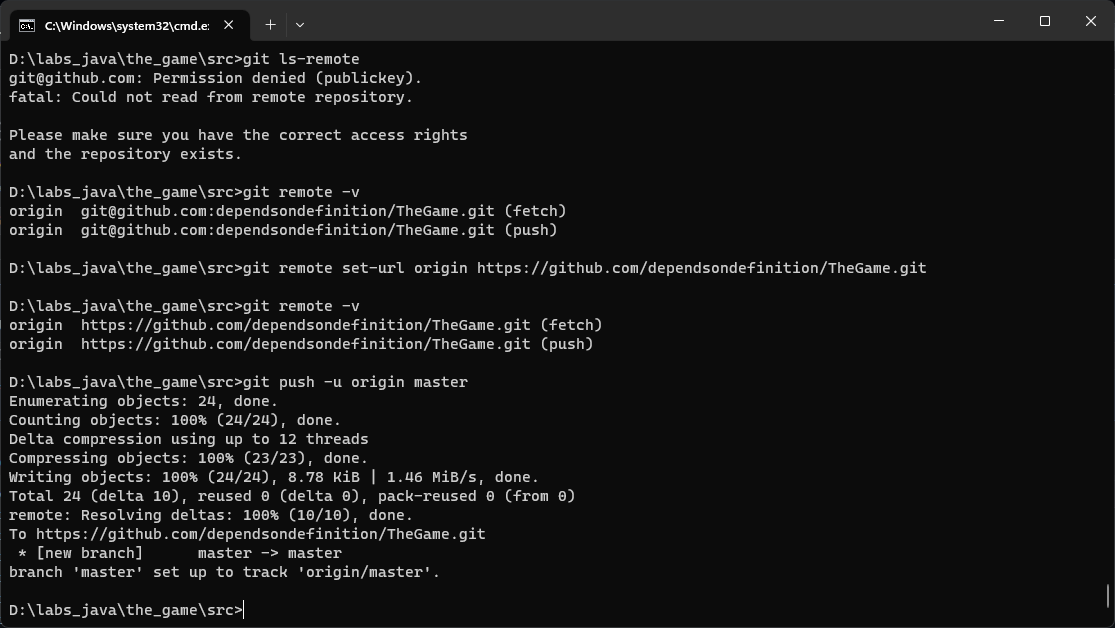 C:\Windows\system32\cmd.e:
D:\labs_java\the_game\src>git ls-remote
git@github.com: Permission denied (publickey).
fatal: Could not read from remote repository.
Please make sure you have the correct access rights
and the repository exists.
D:\labs_java\the_game\src>git remote -v
origin  git@github.com:dependsondefinition/TheGame.git (fetch)
origin  git@github.com:dependsondefinition/TheGame.git (push)
D:\labs_java\the_game\src>git remote set-url origin https://github.com/dependsondefinition/TheGame.git
D:\labs_java\the_game\src>git remote -v
origin  https://github.com/dependsondefinition/TheGame.git (fetch)
origin  https://github.com/dependsondefinition/TheGame.git (push)
D:\labs_java\the_game\src>git push -u origin master
Enumerating objects: 24, done.
Counting objects: 100% (24/24), done.
Delta compression using up to 12 threads
Compressing objects: 100% (23/23), done.
Writing objects: 100% (24/24), 8.78 KiB | 1.46 MiB/s, done.
Total 24 (delta 10), reused 0 (delta 0), pack-reused 0 (from 0)
remote: Resolving deltas: 100% (10/10), done.
To https://github.com/dependsondefinition/TheGame.git
 * [new branch]      master -> master
branch 'master' set up to track 'origin/master'.
D:\labs_java\the_game\src>